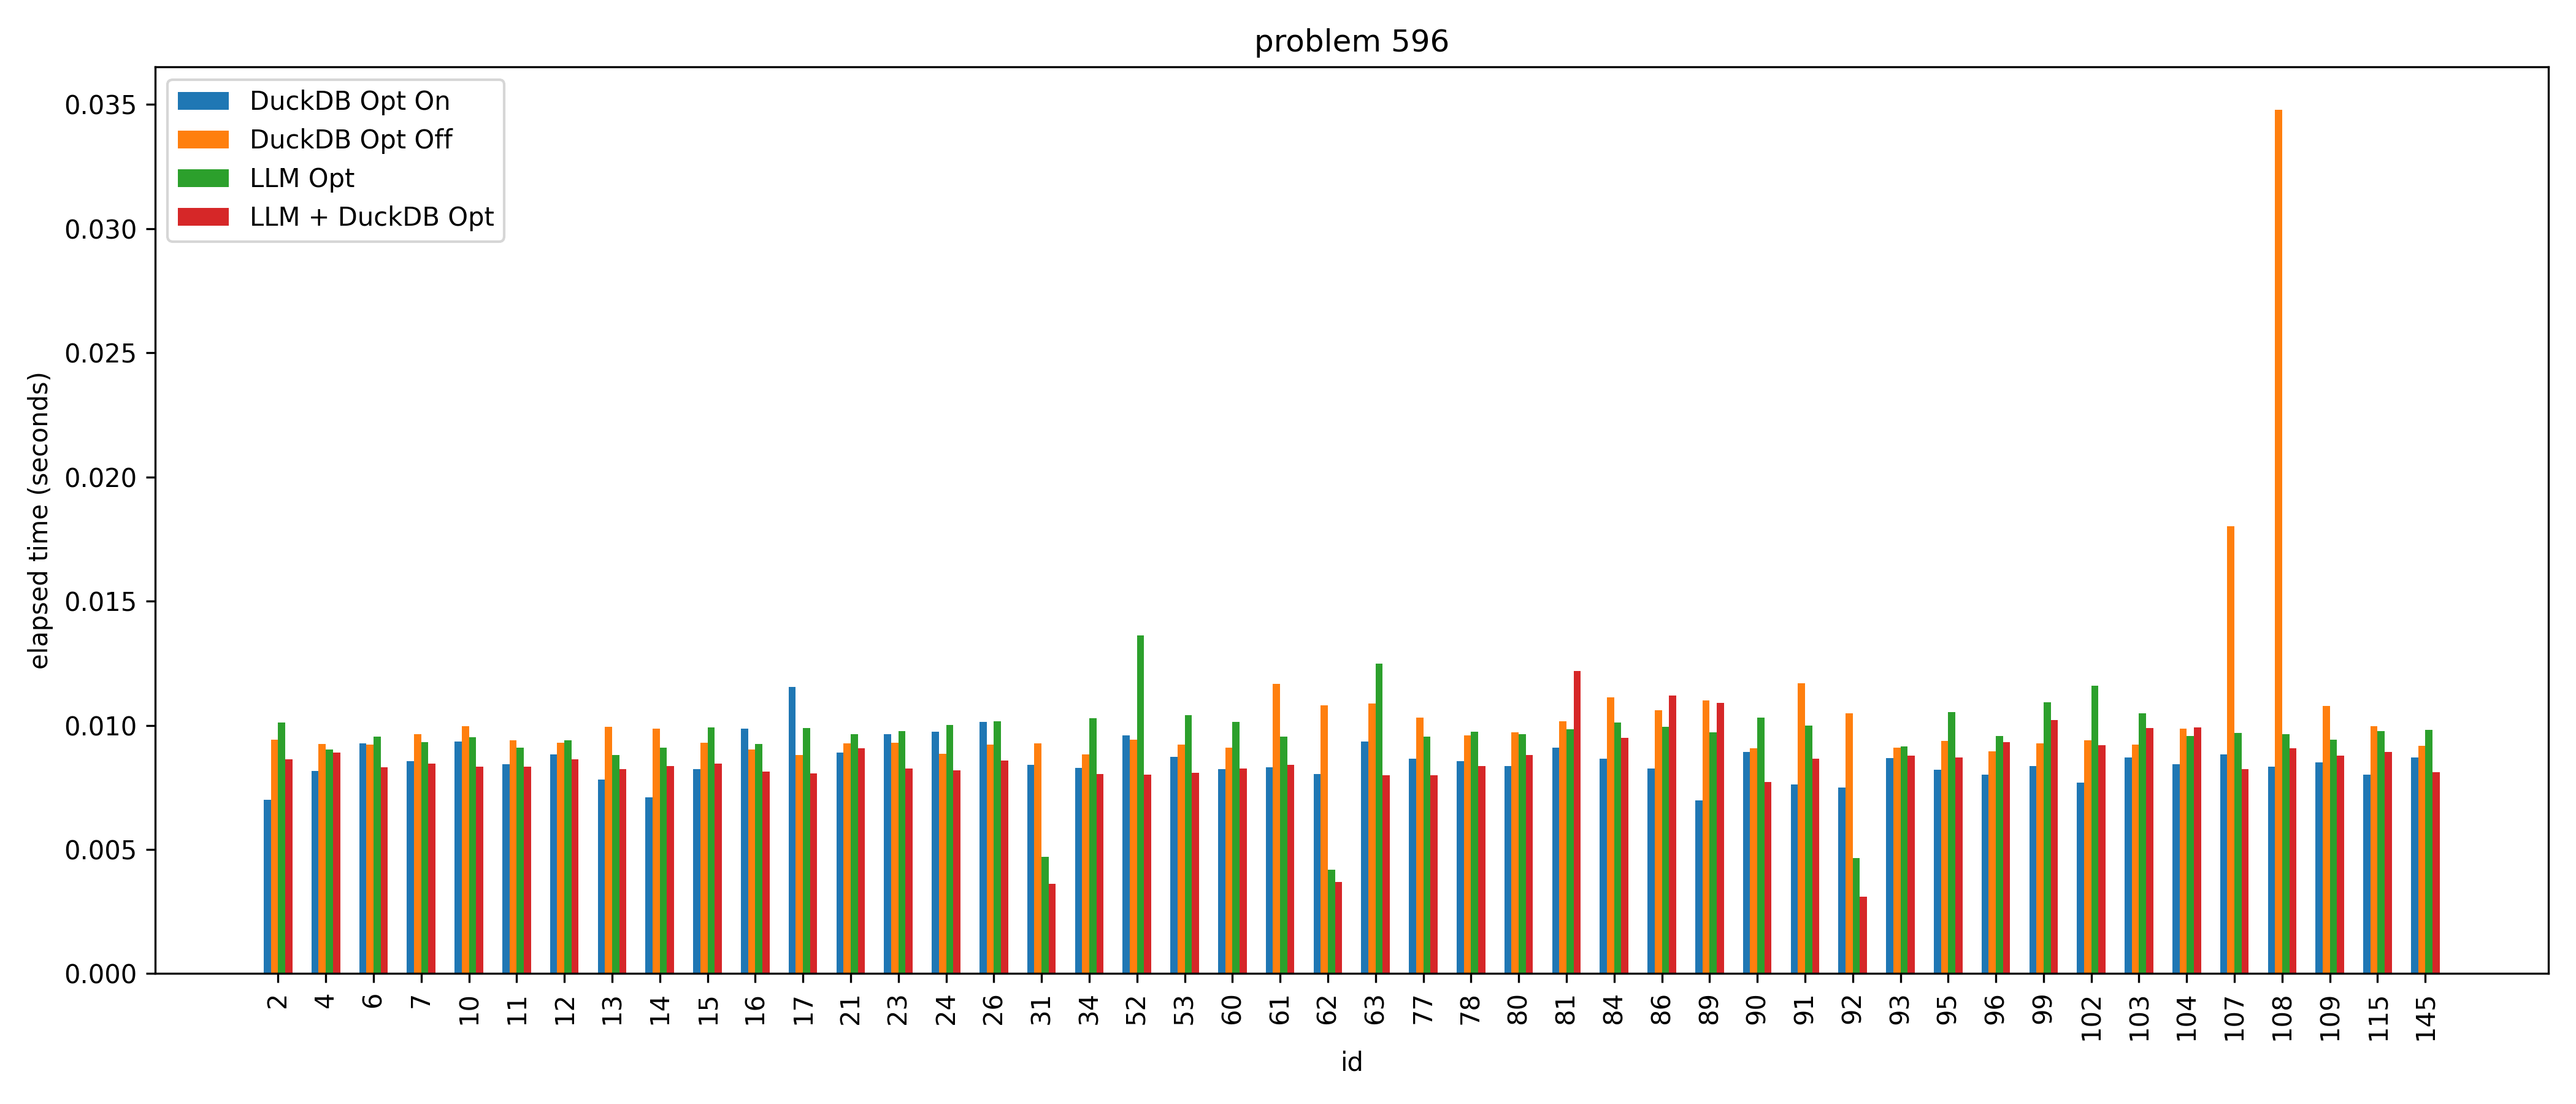 problem 596
DuckDB Opt On
DuckDB Opt Off
LLM Opt
LLM + DuckDB Opt
elapsed time (seconds)
0.035
0.030
0.025
0.020
0.015
0.010
0.005
0.000
2 4 6 7 10 11 12 13 14 15 16 17 21 23 24 26 31 34 52 53 60 61 62 63 77 78 80 81 84 86 89 90 91 92 93 95 96 99 102 103 104 107 108 109 115 145
id